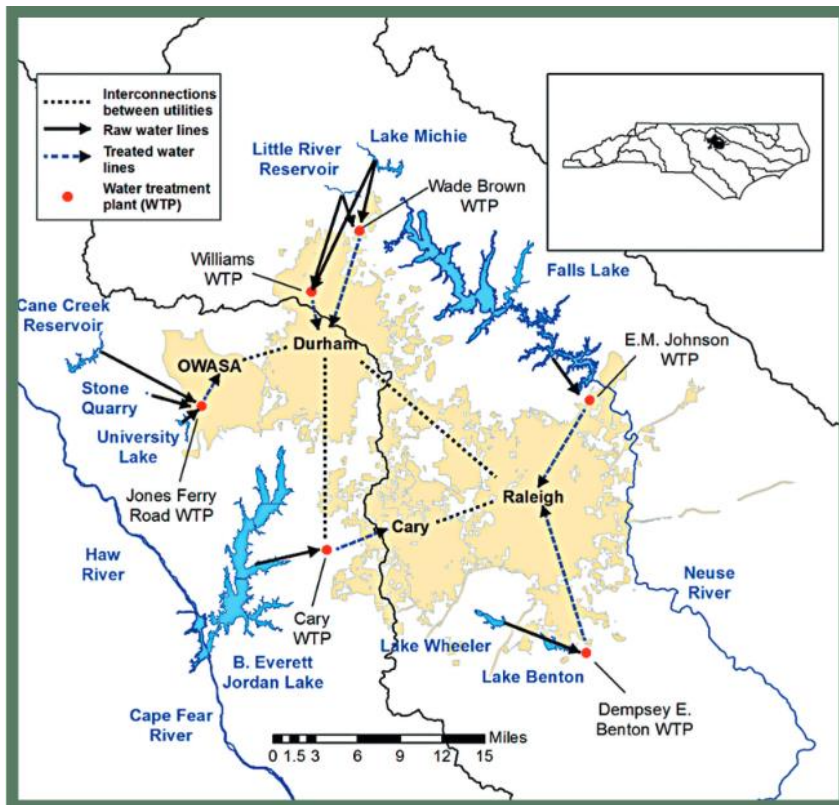 Interconnections
between utilities
Raw water lines
Treated water
lines
Water treatment
plant (WTP)
Lake Michie
Little River
Reservoir
Wade Brown
WTP
Williams
WTP
Falls Lake
Cane Creek
Reservoir
E.M. Johnson
WTP
Durham
OWASA
Stone
Quarry
University
Lake
Jones Ferry
Road WTP
Raleigh
Cary
Haw
River
Neuse
River
Cary
WTP
Lake Wheeler
B. Everett
Jordan Lake
Lake Benton
Cape Fear
River
Dempsey E.
Benton WTP
Miles
0 1.5 3 6 9 12 15